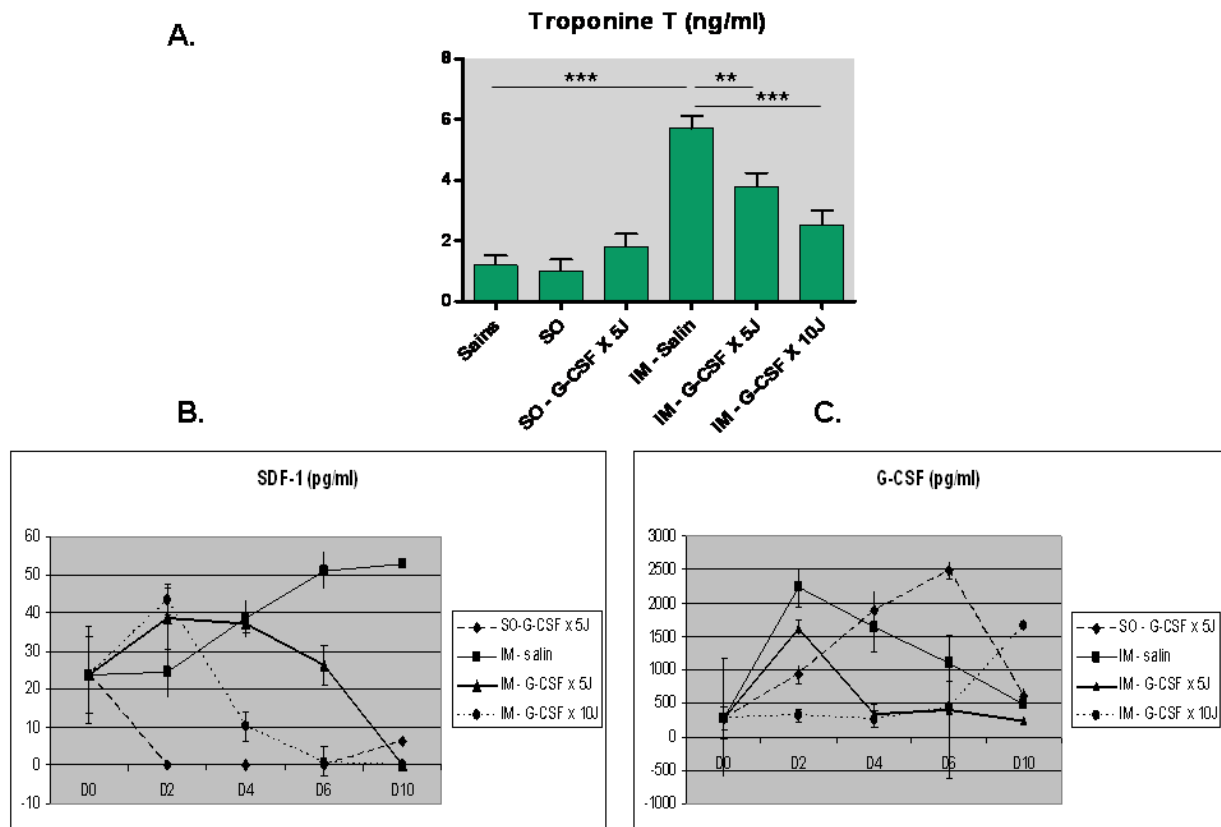 A.
Troponine T (ng/ml)
8
6
4
2
0
***
**
***
Sains
SO
SO - G-CSF X 5J
IM - Salin
IM - G-CSF X 5J
IM - G-CSF X 10J
B.
SDF-1 (pg/ml)
60
50
40
30
20
10
0
-10
D0 D2 D4 D6 D10
SO-G-CSF x 5J
IM - salin
IM - G-CSF x 5J
IM - G-CSF x 10J
C.
G-CSF (pg/ml)
3000
2500
2000
1500
1000
500
0
-500
-1000
D0 D2 D4 D6 D10
SO - G-CSF x 5J
IM - salin
IM - G-CSF x 5J
IM - G-CSF x 10J